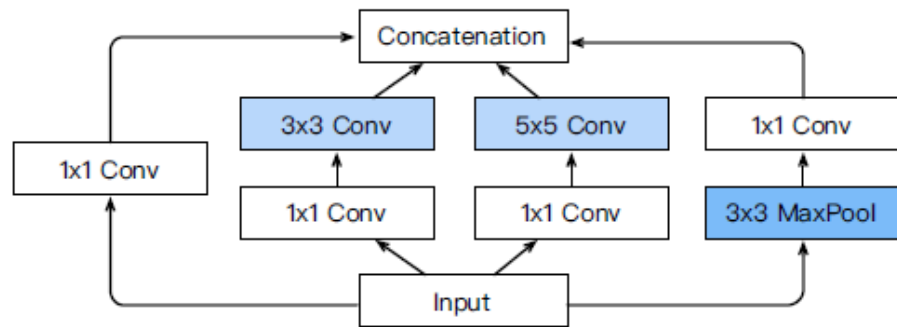 Concatenation
3x3 Conv
5x5 Conv
1x1 Conv
1x1 Conv
1x1 Conv
1x1 Conv
3x3 MaxPool
Input